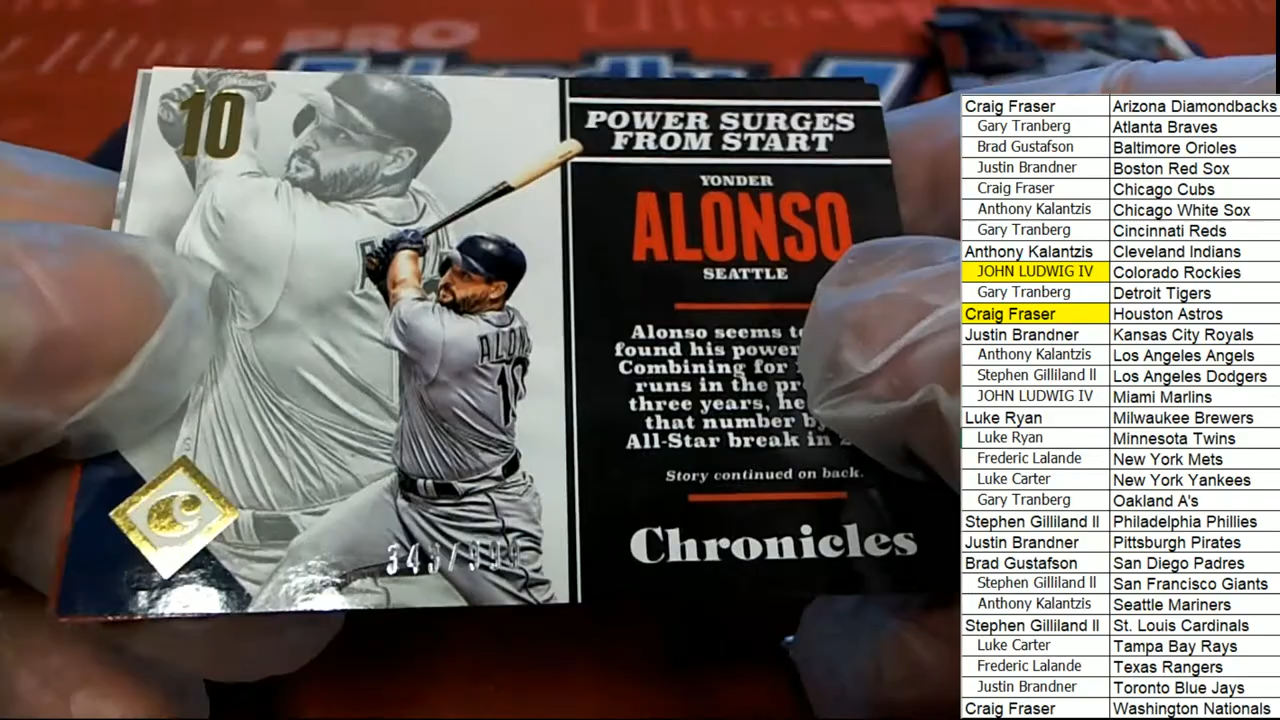 PRO
10
POWER SURGES
FROM START
YONDER
ALONSO
SEATTLE
Alonso seems
found his power
Combining for
runs in the
three years, he
that number
All-Star break in
Story continued on back.
Chronicles
ALON
10
C
Craig Fraser Arizona Diamondbacks
Gary Tranberg Atlanta Braves
Brad Gustafson Baltimore Orioles
Justin Brandner Boston Red Sox
Craig Fraser Chicago Cubs
Anthony Kalantzis Chicago White Sox
Gary Tranberg Cincinnati Reds
Anthony Kalantzis Cleveland Indians
JOHN LUDWIG IV Colorado Rockies
Gary Tranberg Detroit Tigers
Craig Fraser Houston Astros
Justin Brandner Kansas City Royals
Anthony Kalantzis Los Angeles Angels
Stephen Gilliland II Los Angeles Dodgers
JOHN LUDWIG IV Miami Marlins
Luke Ryan Milwaukee Brewers
Luke Ryan Minnesota Twins
Frederic Lalande New York Mets
Luke Carter New York Yankees
Gary Tranberg Oakland A's
Stephen Gilliland II Philadelphia Phillies
Justin Brandner Pittsburgh Pirates
Brad Gustafson San Diego Padres
Stephen Gilliland II San Francisco Giants
Anthony Kalantzis Seattle Mariners
Stephen Gilliland II St. Louis Cardinals
Luke Carter Tampa Bay Rays
Frederic Lalande Texas Rangers
Justin Brandner Toronto Blue Jays
Craig Fraser Washington Nationals